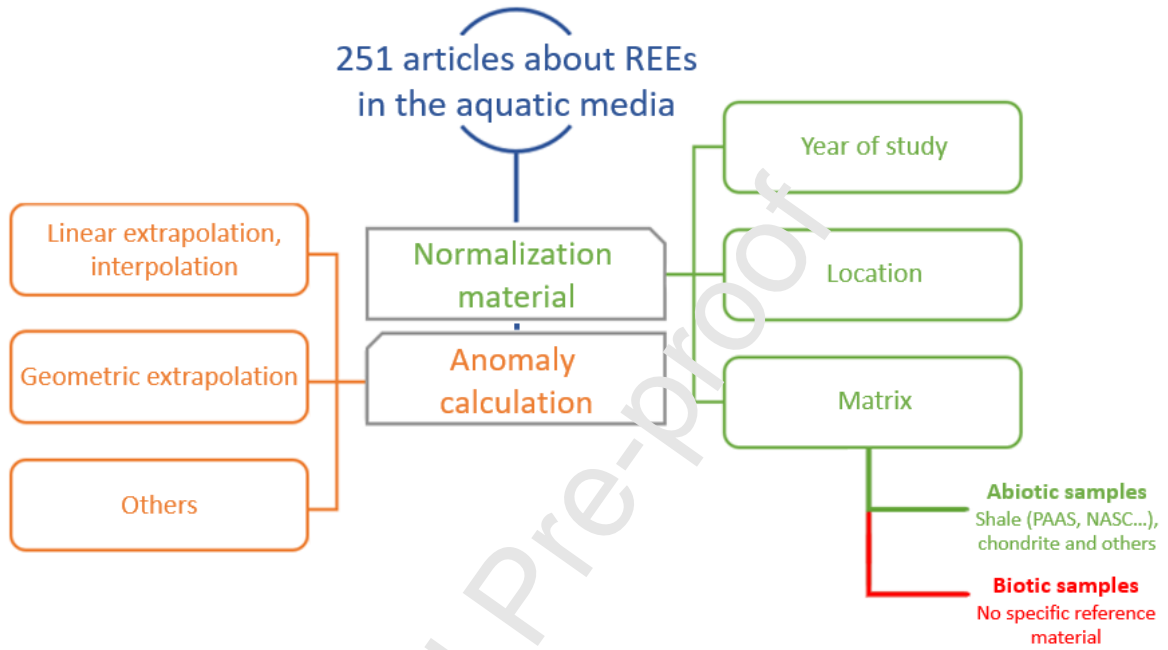 251 articles about REEs
in the aquatic media
Normalization
material
Anomaly
calculation
Linear extrapolation,
interpolation
Geometric extrapolation
Others
Year of study
Location
Matrix
Abiotic samples
Shale (PAAS, NASC...),
chondrite and others
Biotic samples
No specific reference
material
Pre-proof